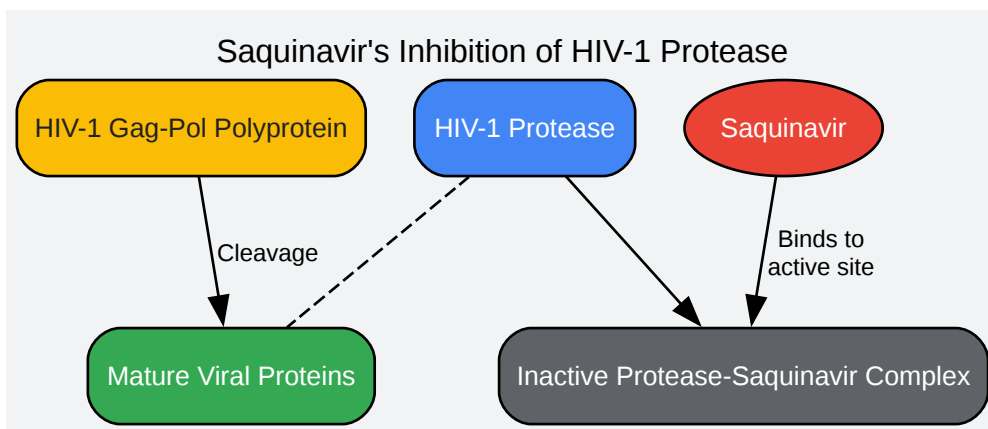 Saquinavir's Inhibition of HIV-1 Protease
HIV-1 Gag-Pol Polyprotein
HIV-1 Protease
Saquinavir
Cleavage
Binds to
active site
Mature Viral Proteins
Inactive Protease-Saquinavir Complex